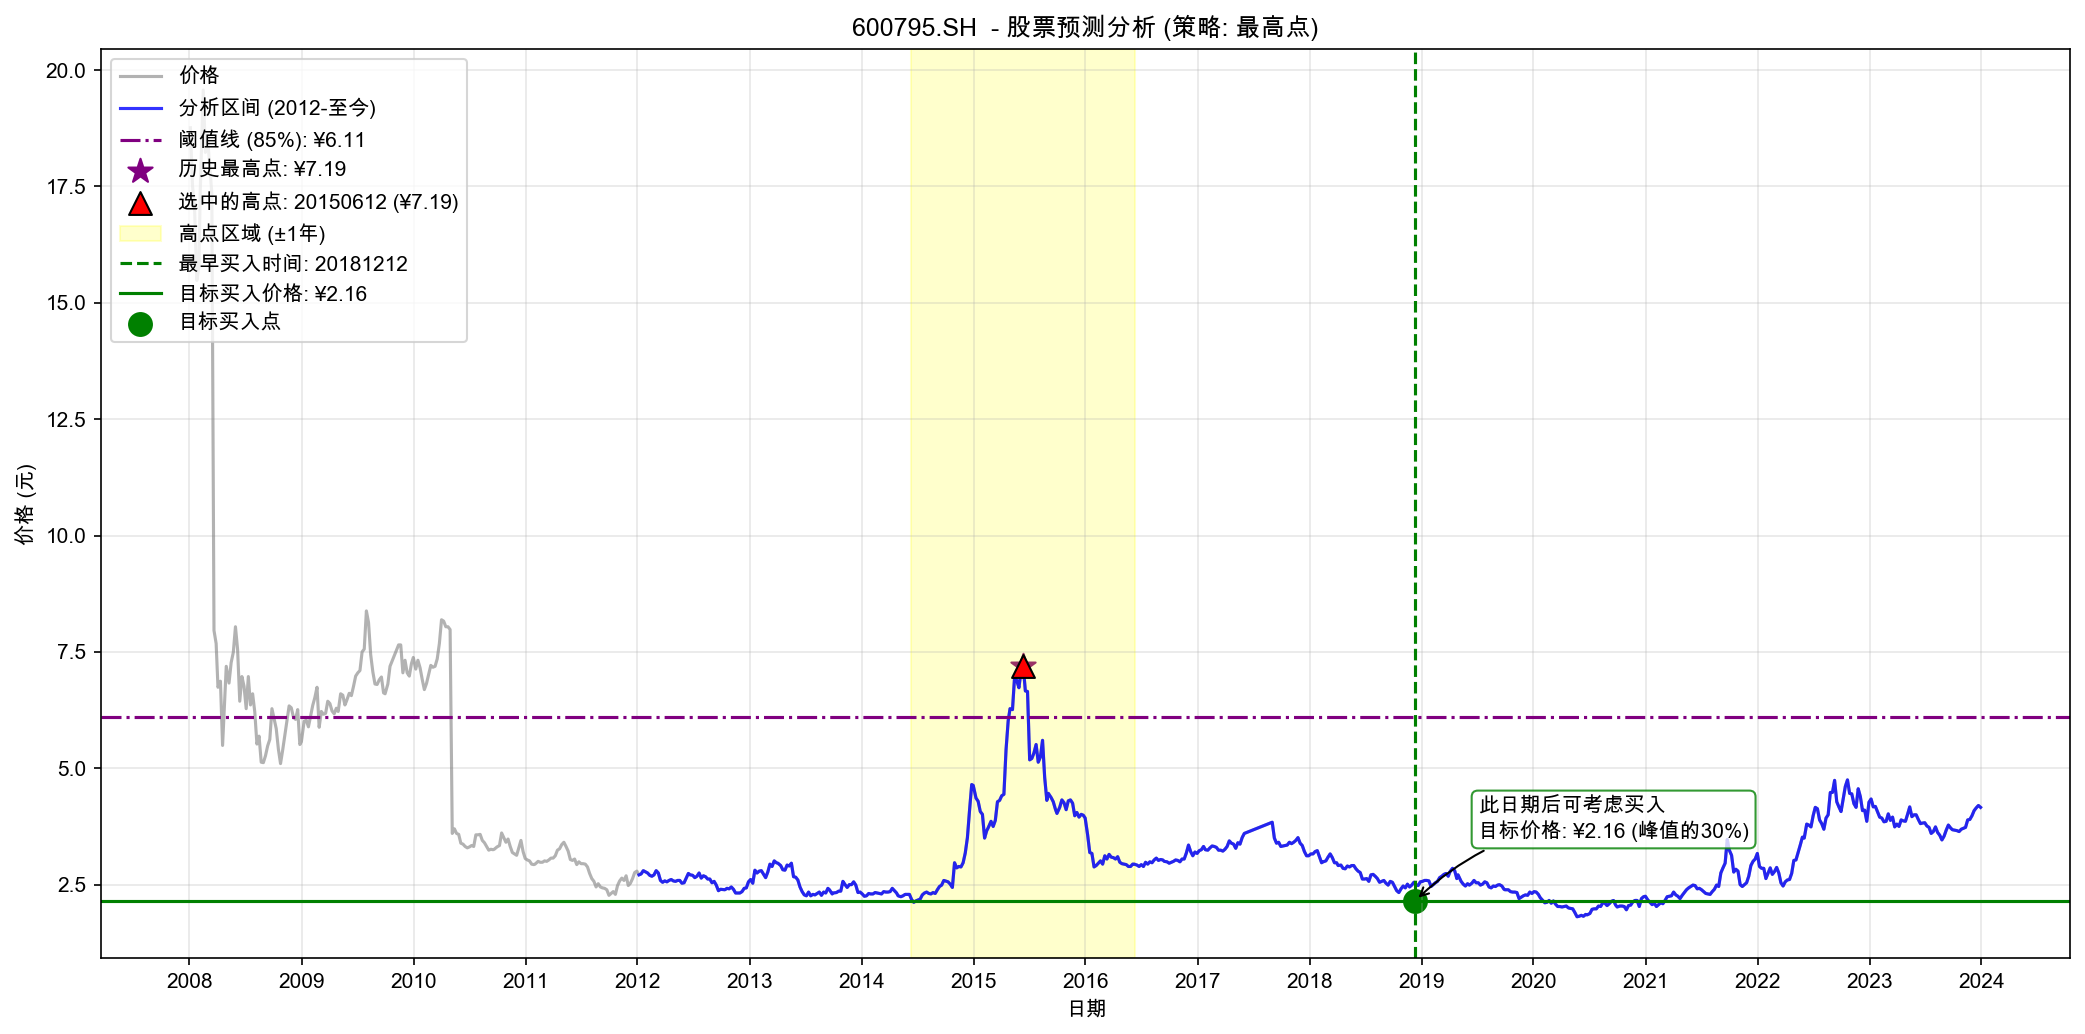 600795.SH - 股票预测分析 (策略: 最高点)
价格
分析区间 (2012-至今)
阈值线 (85%): ¥6.11
历史最高点: ¥7.19
选中的高点: 20150612 (¥7.19)
高点区域 (±1年)
最早买入时间: 20181212
目标买入价格: ¥2.16
目标买入点
价格 (元)
20.0
17.5
15.0
12.5
10.0
7.5
5.0
2.5
此日期后可考虑买入
目标价格: ¥2.16 (峰值的30%)
2008 2009 2010 2011 2012 2013 2014 2015 2016 2017 2018 2019 2020 2021 2022 2023 2024
日期